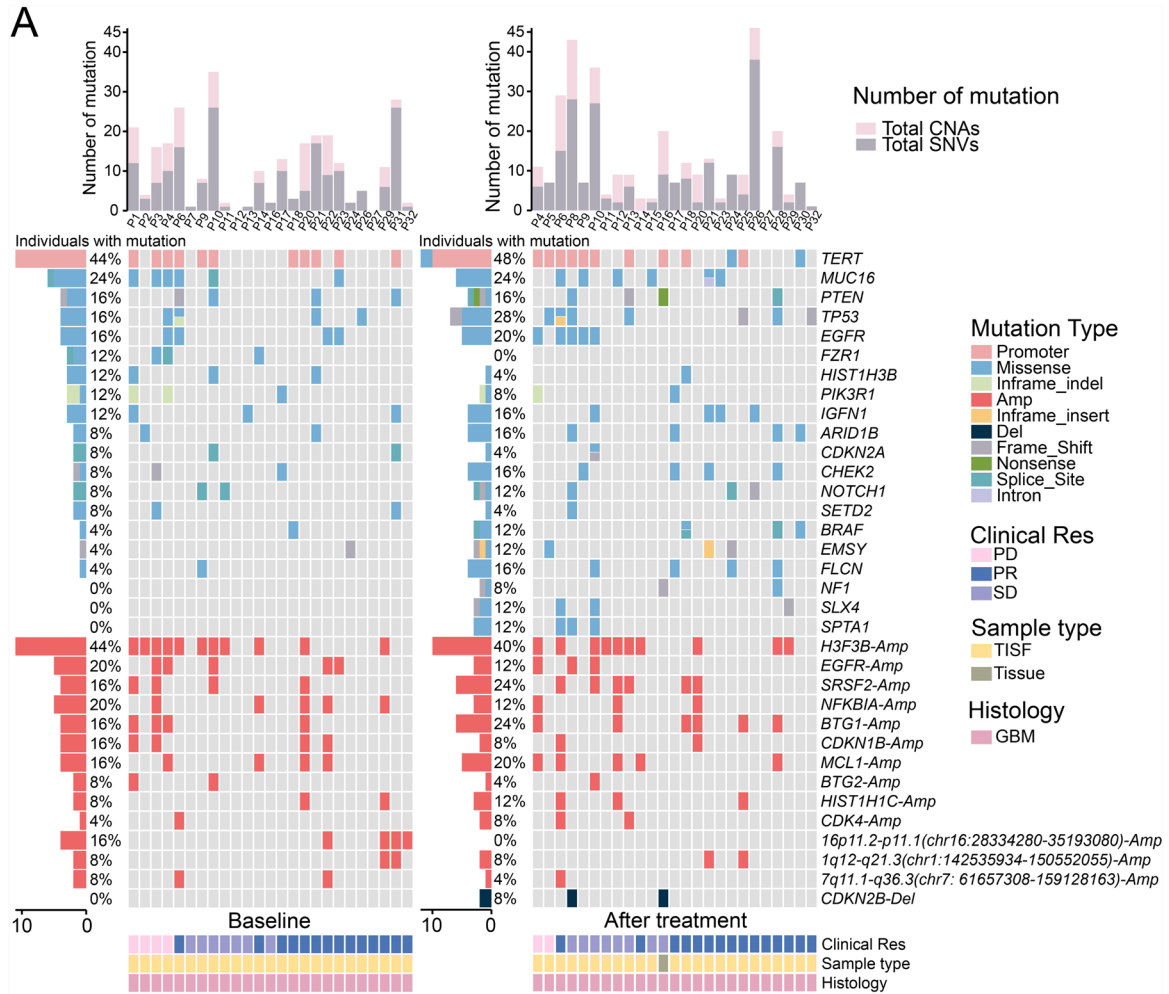 A
Number of mutation
45
40
30
20
10
0
P1 P2 P3 P4 P6 P7 P9 P10 P11 P12 P13 P14 P16 P17 P18 P20 P21 P22 P23 P24 P26 P27 P29 P31 P32
Number of mutation
45
40
30
20
10
0
P4 P5 P6 P8 P9 P10 P11 P12 P13 P14 P15 P16 P17 P18 P20 P21 P23 P24 P25 P26 P27 P28 P29 P30 P32
Number of mutation
Total CNAs
Total SNVs
Individuals with mutation Individuals with mutation
44% 48% TERT
24% 24% MUC16
16% 16% PTEN
16% 28% TP53
16% 20% EGFR
12% 0% FZR1
12% 4% HIST1H3B
12% 8% PIK3R1
12% 16% IGFN1
8% 16% ARID1B
8% 4% CDKN2A
8% 16% CHEK2
8% 12% NOTCH1
8% 4% SETD2
4% 12% BRAF
4% 12% EMSY
4% 16% FLCN
0% 8% NF1
0% 12% SLX4
0% 12% SPTA1
44% 40% H3F3B-Amp
20% 12% EGFR-Amp
16% 24% SRSF2-Amp
20% 12% NFKBIA-Amp
16% 24% BTG1-Amp
16% 8% CDKN1B-Amp
16% 20% MCL1-Amp
8% 4% BTG2-Amp
8% 12% HIST1H1C-Amp
4% 8% CDK4-Amp
16% 0% 16p11.2-p11.1(chr16:28334280-35193080)-Amp
8% 8% 1q12-q21.3(chr1:142535934-150552055)-Amp
8% 4% 7q11.1-q36.3(chr7: 61657308-159128163)-Amp
0% 8% CDKN2B-Del
10 0 Baseline 10 0 After treatment
Clinical Res
Sample type
Histology
Mutation Type
Promoter
Missense
Inframe_indel
Amp
Inframe_insert
Del
Frame_Shift
Nonsense
Splice_Site
Intron
Clinical Res
PD
PR
SD
Sample type
TISF
Tissue
Histology
GBM